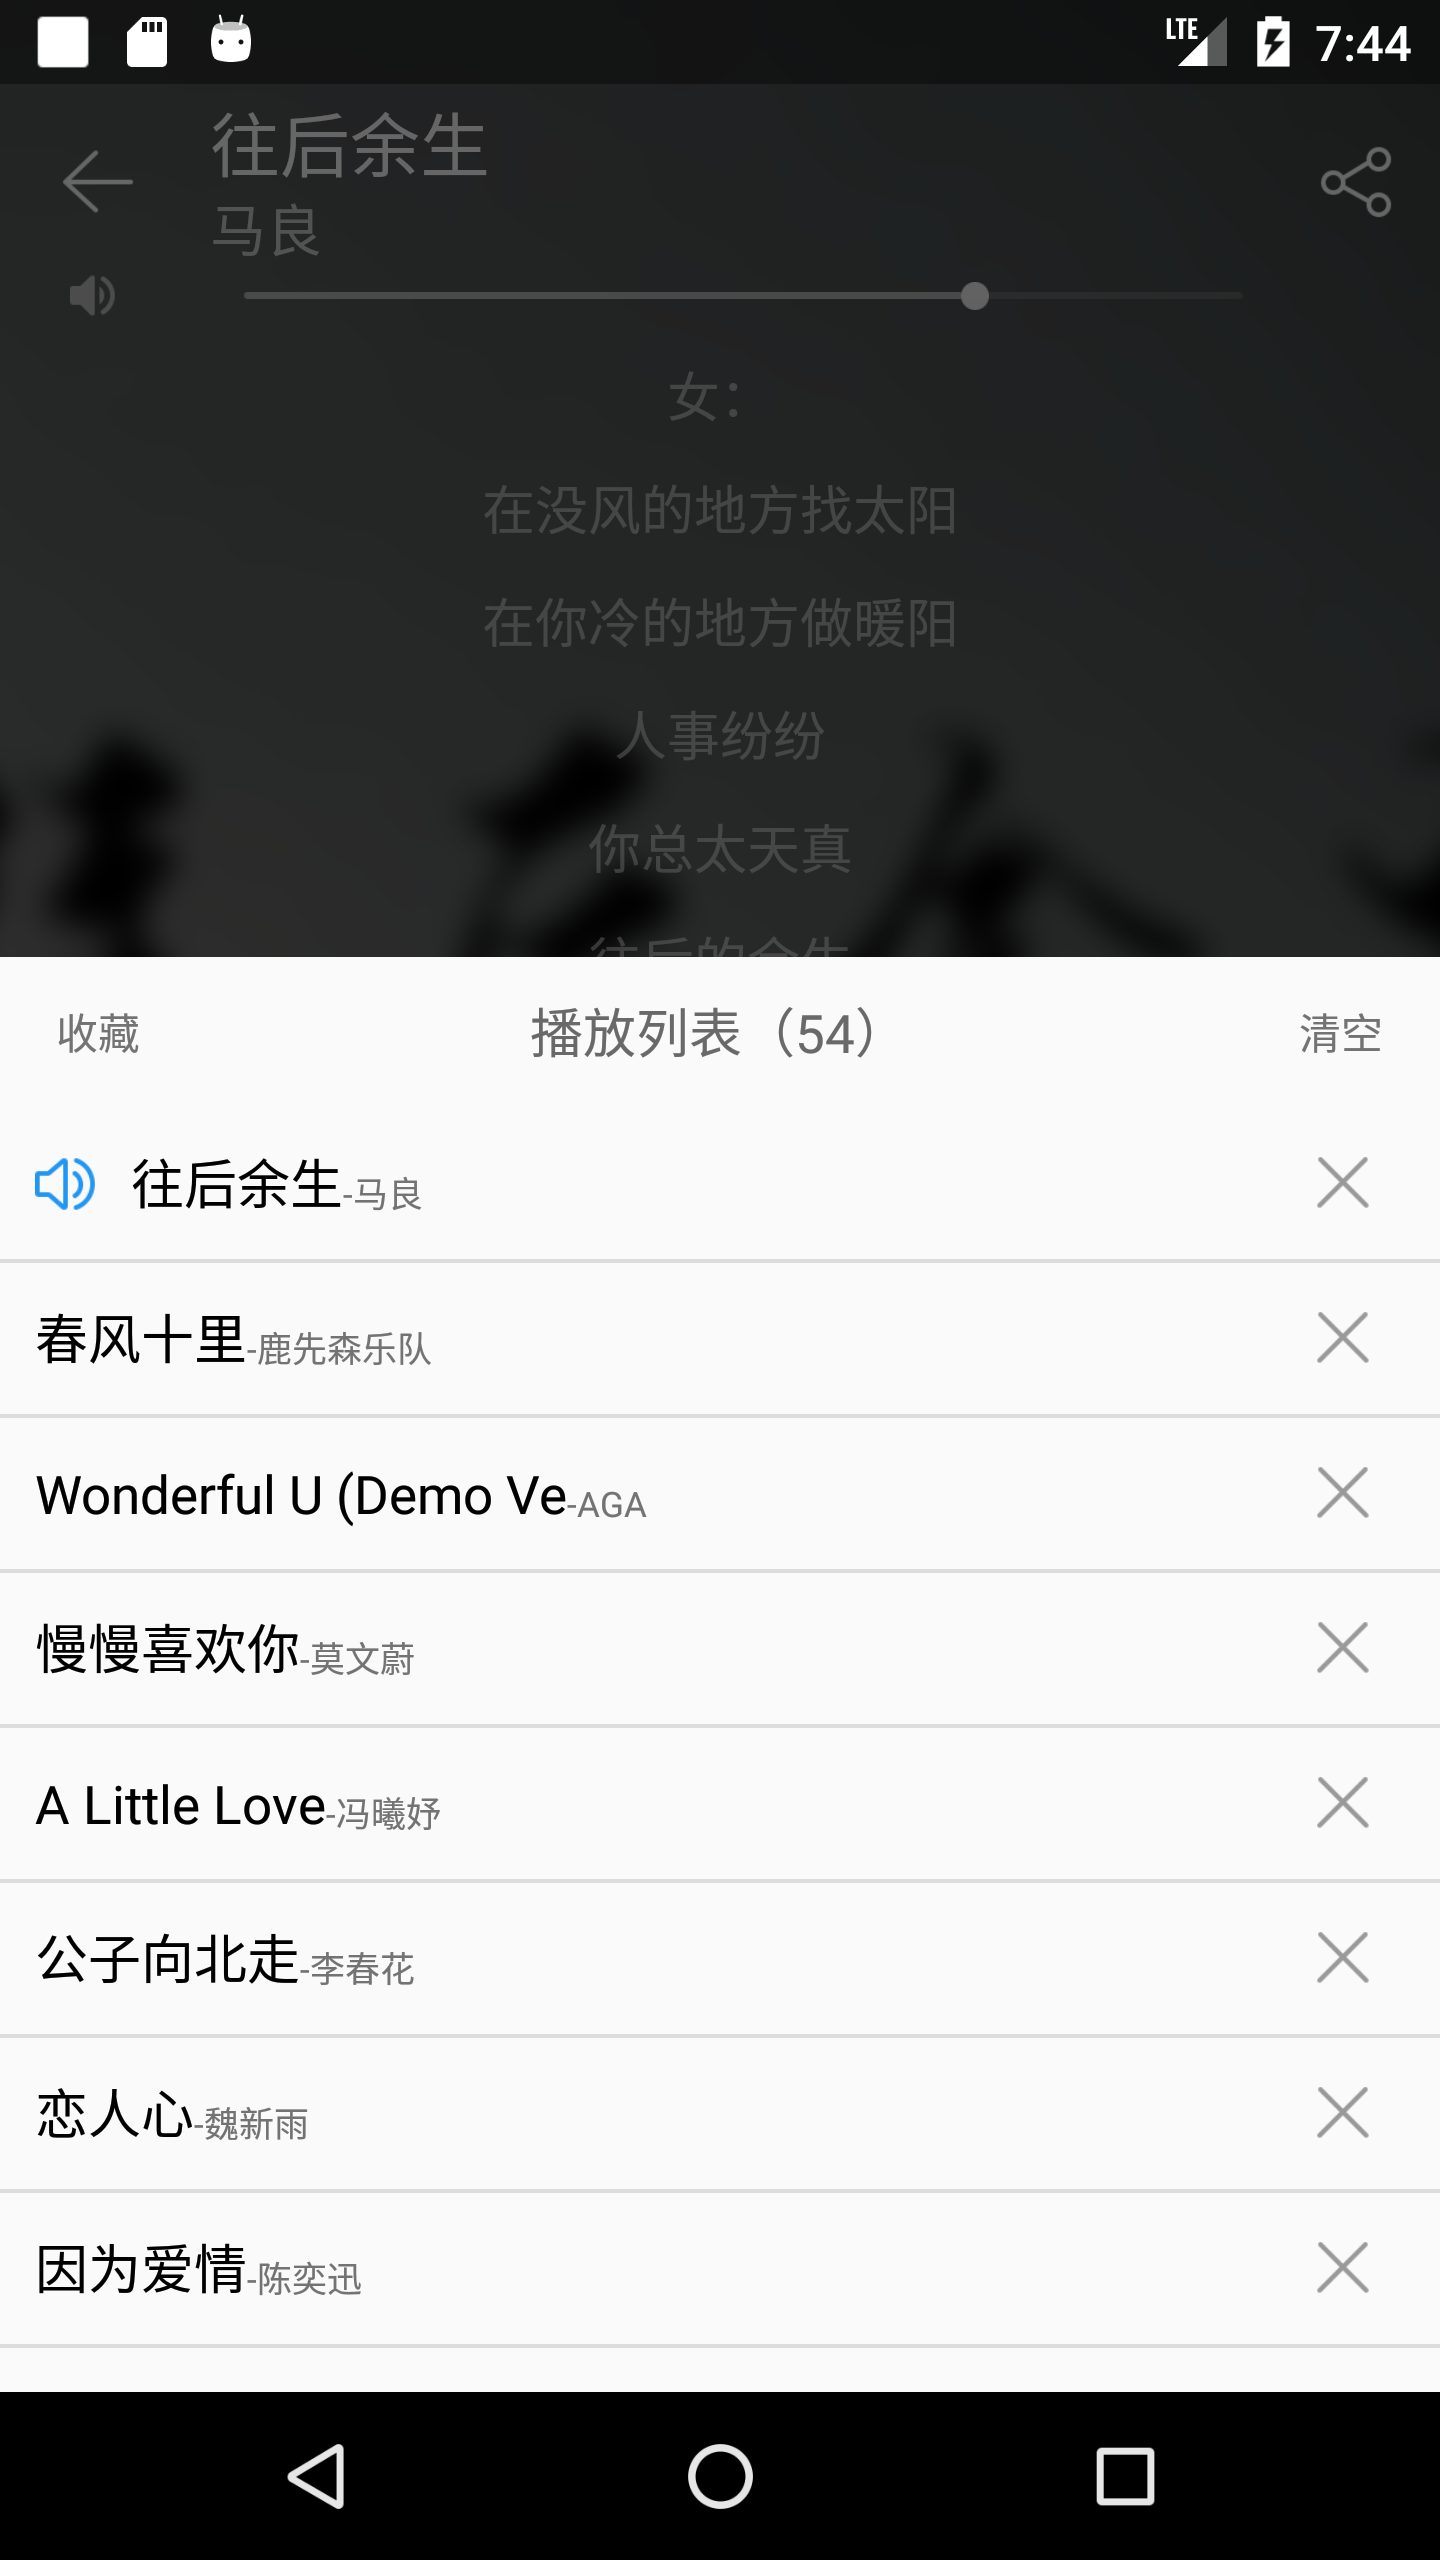 LTE 7:44
往后余生
马良
女：
在没风的地方找太阳
在你冷的地方做暖阳
人事纷纷
你总太天真
往后的余生
收藏 播放列表（54） 清空
往后余生-马良
春风十里-鹿先森乐队
Wonderful U (Demo Ve-AGA
慢慢喜欢你-莫文蔚
A Little Love-冯曦妤
公子向北走-李春花
恋人心-魏新雨
因为爱情-陈奕迅